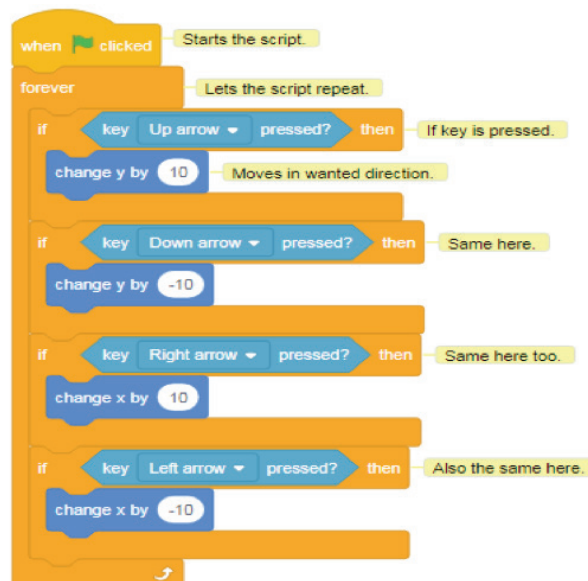 when clicked Starts the script.
forever Lets the script repeat.
if key Up arrow pressed? then If key is pressed.
change y by 10 Moves in wanted direction.
if key Down arrow pressed? then Same here.
change y by -10
if key Right arrow pressed? then Same here too.
change x by 10
if key Left arrow pressed? then Also the same here.
change x by -10